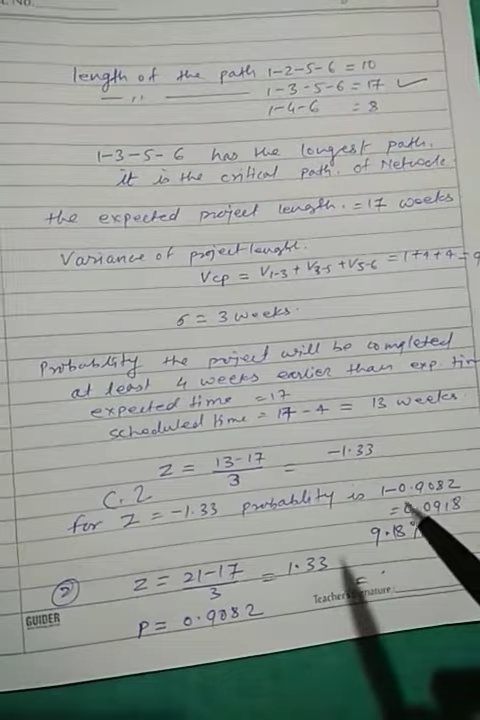 length of the path 1-2-5-6 = 10
— ,, — 1-3-5-6 = 17 ✓
1-4-6 = 8
1-3-5-6 has the longest path.
it is the critical path. of Network
the expected project length. = 17 weeks
Variance of project lenght.
Vcp = V1-3 + V3-5 + V5-6 = 1+4+4 = 9
σ = 3 weeks.
Probability the project will be completed
at least 4 weeks earlier than exp. tim
expected time = 17
scheduled time = 17-4 = 13 weeks
Z = 13-17 / 3 = -1.33
C.2
for Z = -1.33 probablity is 1-0.9082
= 0.0918
9.18%
② Z = 21-17 / 3 = 1.33
P = 0.9082
GUIDER
Teacher's Signature: